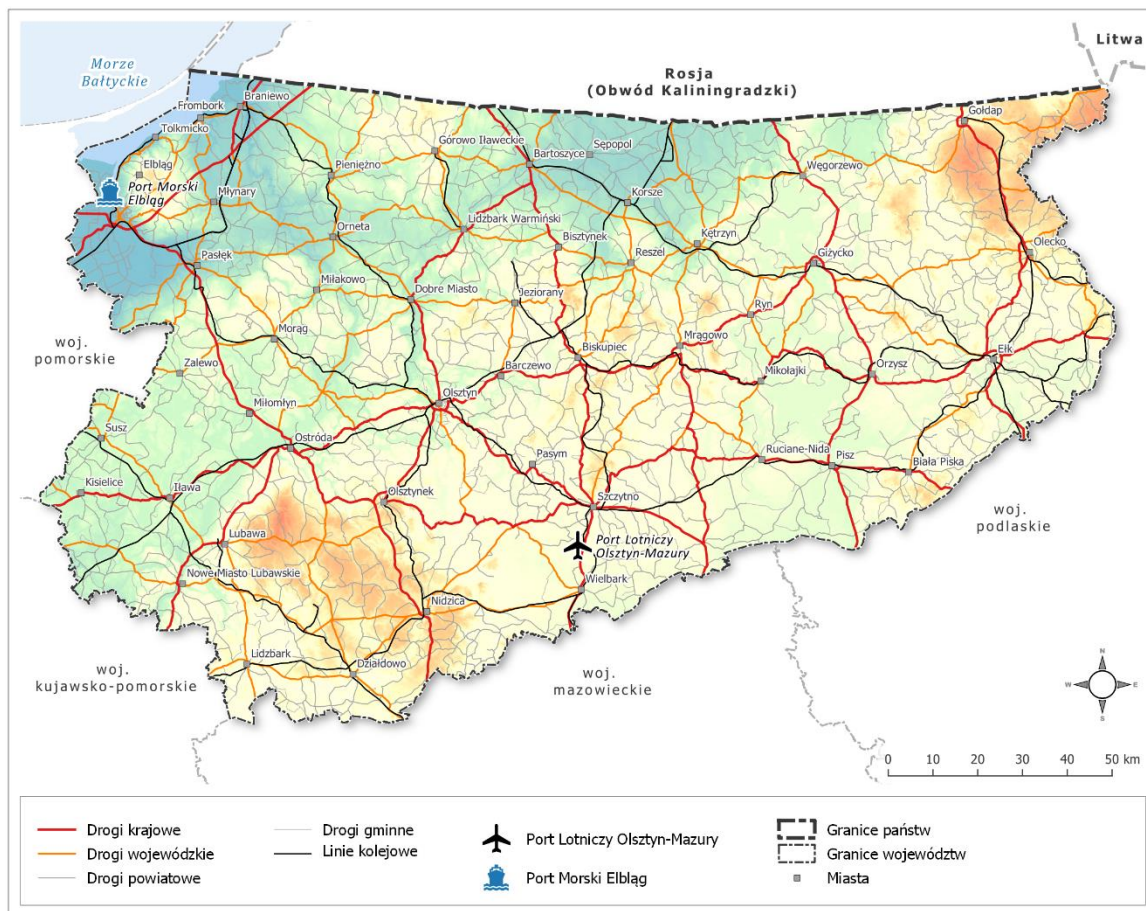 Morze
Bałtyckie
Litwa
Rosja
(Obwód Kaliningradzki)
Braniewo
Frombork
Gołdap
Tolkmicko
Górowo Iławeckie
Sępopol
Bartoszyce
Elbląg
Pieniężno
Węgorzewo
Port Morski
Elbląg
Młynary
Korsze
Lidzbark Warmiński
Orneta
Bisztynek
Kętrzyn
Olecko
Pasłęk
Reszel
Giżycko
Miłakowo
Dobre Miasto
Jeziorany
Ryn
Morąg
woj.
pomorskie
Mrągowo
Biskupiec
Ełk
Zalewo
Barczewo
Mikołajki
Orzysz
Olsztyn
Miłomłyn
Susz
Ostróda
Pasym
Ruciane-Nida
Pisz
Biała Piska
Kisielice
Iława
Olsztynek
Szczytno
woj.
podlaskie
Lubawa
Port Lotniczy
Olsztyn-Mazury
Nowe Miasto Lubawskie
Wielbark
Nidzica
Lidzbark
Działdowo
woj.
kujawsko-pomorskie
woj.
mazowieckie
N
W
E
S
0 10 20 30 40 50 km
Drogi krajowe
Drogi wojewódzkie
Drogi powiatowe
Drogi gminne
Linie kolejowe
Port Lotniczy Olsztyn-Mazury
Port Morski Elbląg
Granice państw
Granice województw
Miasta